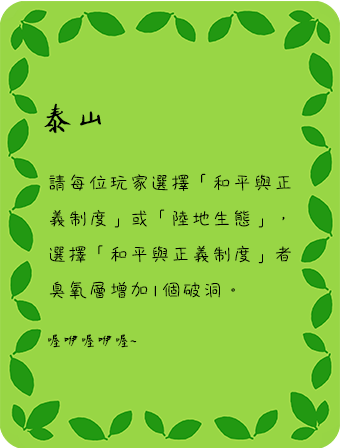 泰山
請每位玩家選擇「和平與正
義制度」或「陸地生態」，
選擇「和平與正義制度」者
臭氧層增加1個破洞。
喔咿喔咿喔~